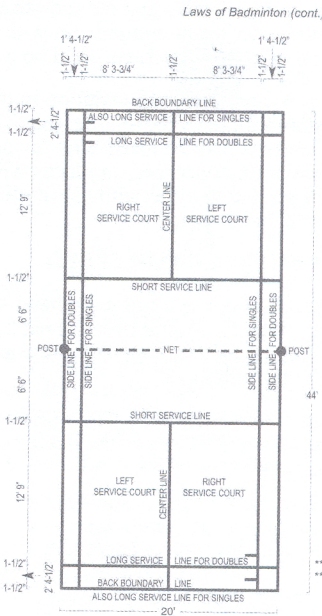 Laws of Badminton (cont.
1' 4-1/2" 1' 4-1/2"
1-1/2" 1-1/2" 8' 3-3/4" 1-1/2" 8' 3-3/4" 1-1/2" 1-1/2"
BACK BOUNDARY LINE
1-1/2"
ALSO LONG SERVICE LINE FOR SINGLES
2' 4-1/2"
1-1/2"
LONG SERVICE LINE FOR DOUBLES
12' 9"
RIGHT
SERVICE COURT
CENTER LINE
LEFT
SERVICE COURT
1-1/2"
SHORT SERVICE LINE
6' 6"
SIDE LINE FOR DOUBLES
SIDE LINE FOR SINGLES
SIDE LINE FOR SINGLES
SIDE LINE FOR DOUBLES
POST NET POST
6' 6"
44'
1-1/2"
SHORT SERVICE LINE
12' 9"
LEFT
SERVICE COURT
CENTER LINE
RIGHT
SERVICE COURT
1-1/2"
LONG SERVICE LINE FOR DOUBLES
2' 4-1/2"
1-1/2"
BACK BOUNDARY LINE
ALSO LONG SERVICE LINE FOR SINGLES
20'